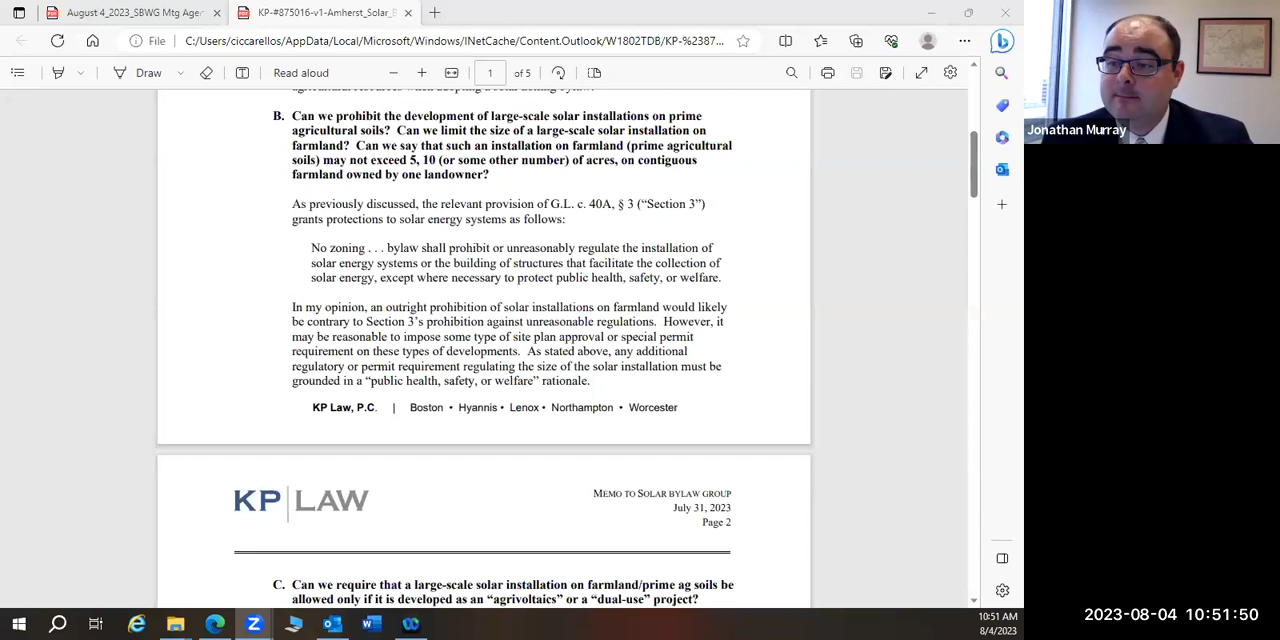 August 4_2023_SBWG Mtg Age
KP-#875016-v1-Amherst_Solar_B
File
C:/Users/ciccarellos/AppData/Local/Microsoft/Windows/INetCache/Content.Outlook/W1802TDB/KP-%2387...
Draw
Read aloud
1
of 5
Jonathan Murray
B. Can we prohibit the development of large-scale solar installations on prime
agricultural soils? Can we limit the size of a large-scale solar installation on
farmland? Can we say that such an installation on farmland (prime agricultural
soils) may not exceed 5, 10 (or some other number) of acres, on contiguous
farmland owned by one landowner?
As previously discussed, the relevant provision of G.L. c. 40A, § 3 (“Section 3”)
grants protections to solar energy systems as follows:
No zoning . . . bylaw shall prohibit or unreasonably regulate the installation of
solar energy systems or the building of structures that facilitate the collection of
solar energy, except where necessary to protect public health, safety, or welfare.
In my opinion, an outright prohibition of solar installations on farmland would likely
be contrary to Section 3’s prohibition against unreasonable regulations. However, it
may be reasonable to impose some type of site plan approval or special permit
requirement on these types of developments. As stated above, any additional
regulatory or permit requirement regulating the size of the solar installation must be
grounded in a “public health, safety, or welfare” rationale.
KP Law, P.C. | Boston • Hyannis • Lenox • Northampton • Worcester
KP LAW
MEMO TO SOLAR BYLAW GROUP
July 31, 2023
Page 2
C. Can we require that a large-scale solar installation on farmland/prime ag soils be
allowed only if it is developed as an “agrivoltaics” or a “dual-use” project?
10:51 AM
8/4/2023
2023-08-04 10:51:50